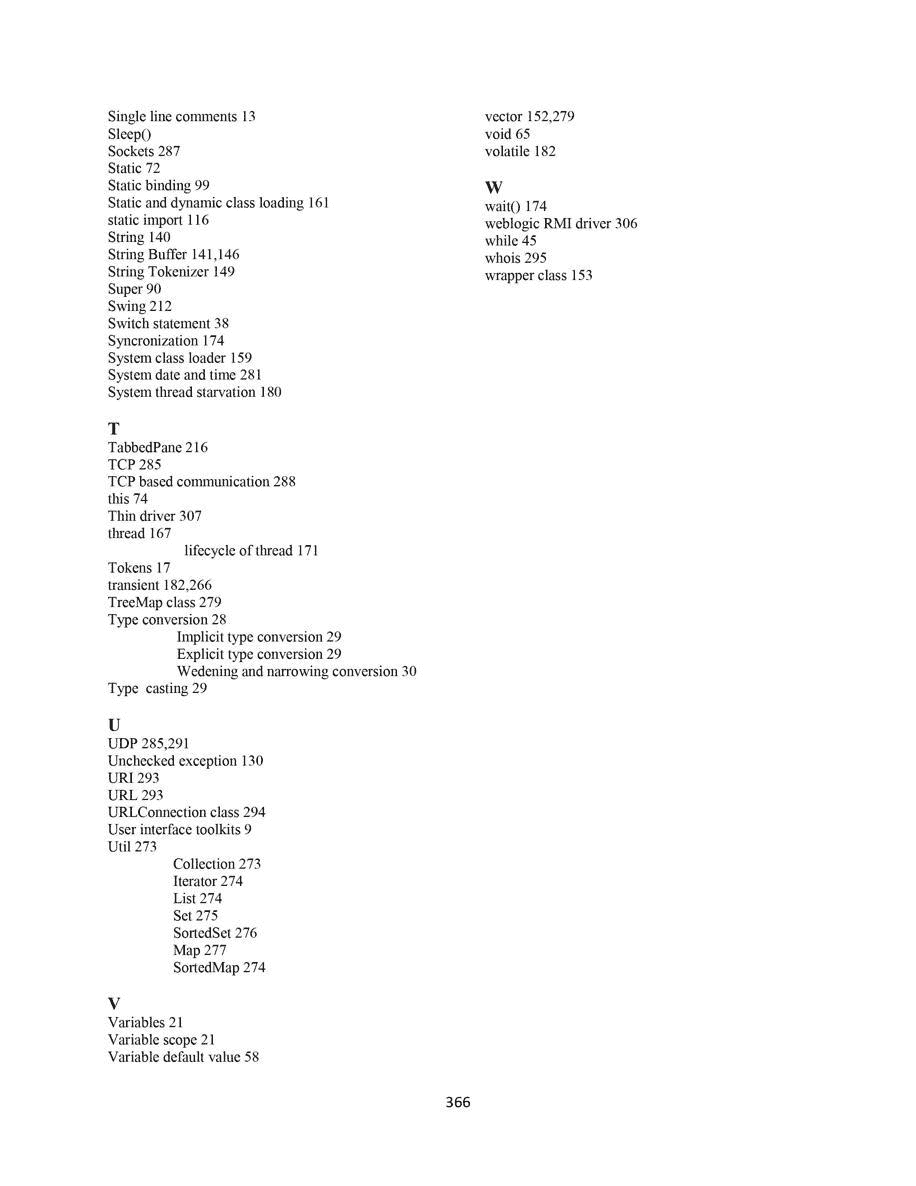 Single line comments 13
Sleep()
Sockets 287
Static 72
Static binding 99
Static and dynamic class loading 161
static import 116
String 140
String Buffer 141,146
String Tokenizer 149
Super 90
Swing 212
Switch statement 38
Syncronization 174
System class loader 159
System date and time 281
System thread starvation 180
T
TabbedPane 216
TCP 285
TCP based communication 288
this 74
Thin driver 307
thread 167
lifecycle of thread 171
Tokens 17
transient 182,266
TreeMap class 279
Type conversion 28
Implicit type conversion 29
Explicit type conversion 29
Wedening and narrowing conversion 30
Type  casting 29
U
UDP 285,291
Unchecked exception 130
URI 293
URL 293
URLConnection class 294
User interface toolkits 9
Util 273
Collection 273
Iterator 274
List 274
Set 275
SortedSet 276
Map 277
SortedMap 274
V
Variables 21
Variable scope 21
Variable default value 58
vector 152,279
void 65
volatile 182
W
wait() 174
weblogic RMI driver 306
while 45
whois 295
wrapper class 153
366